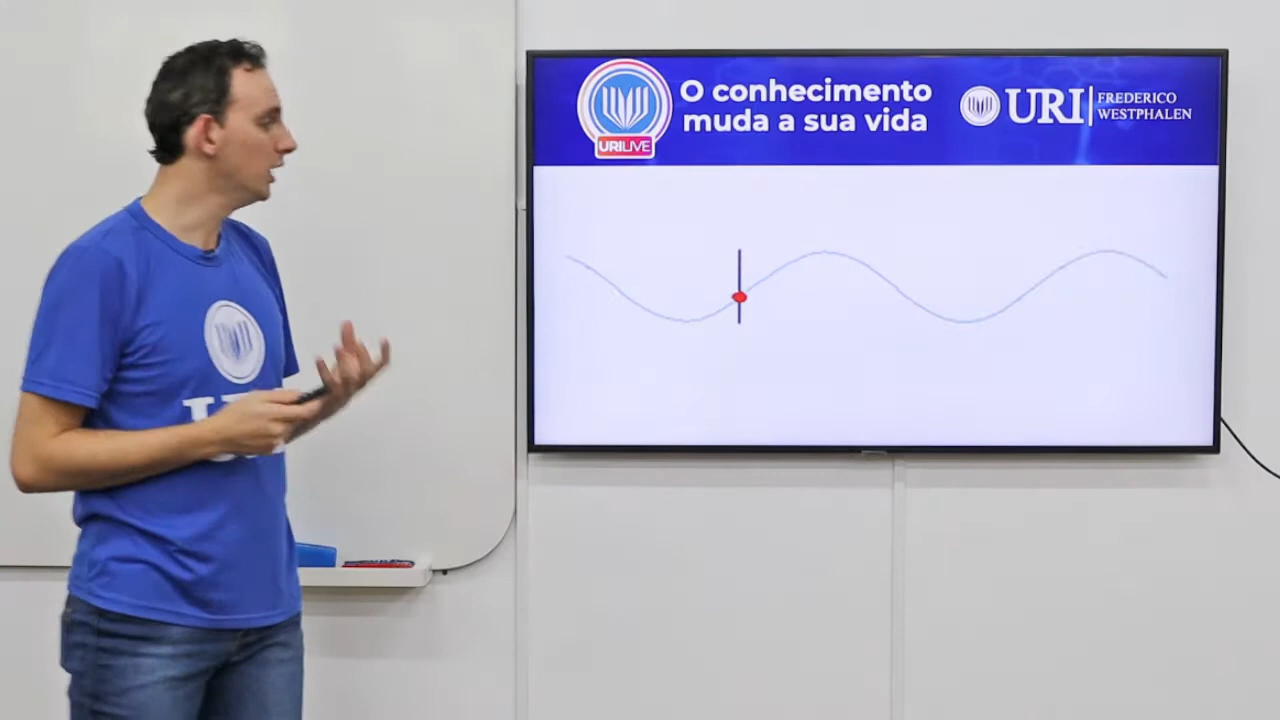 O conhecimento
muda a sua vida
URILIVE
URI
FREDERICO
WESTPHALEN